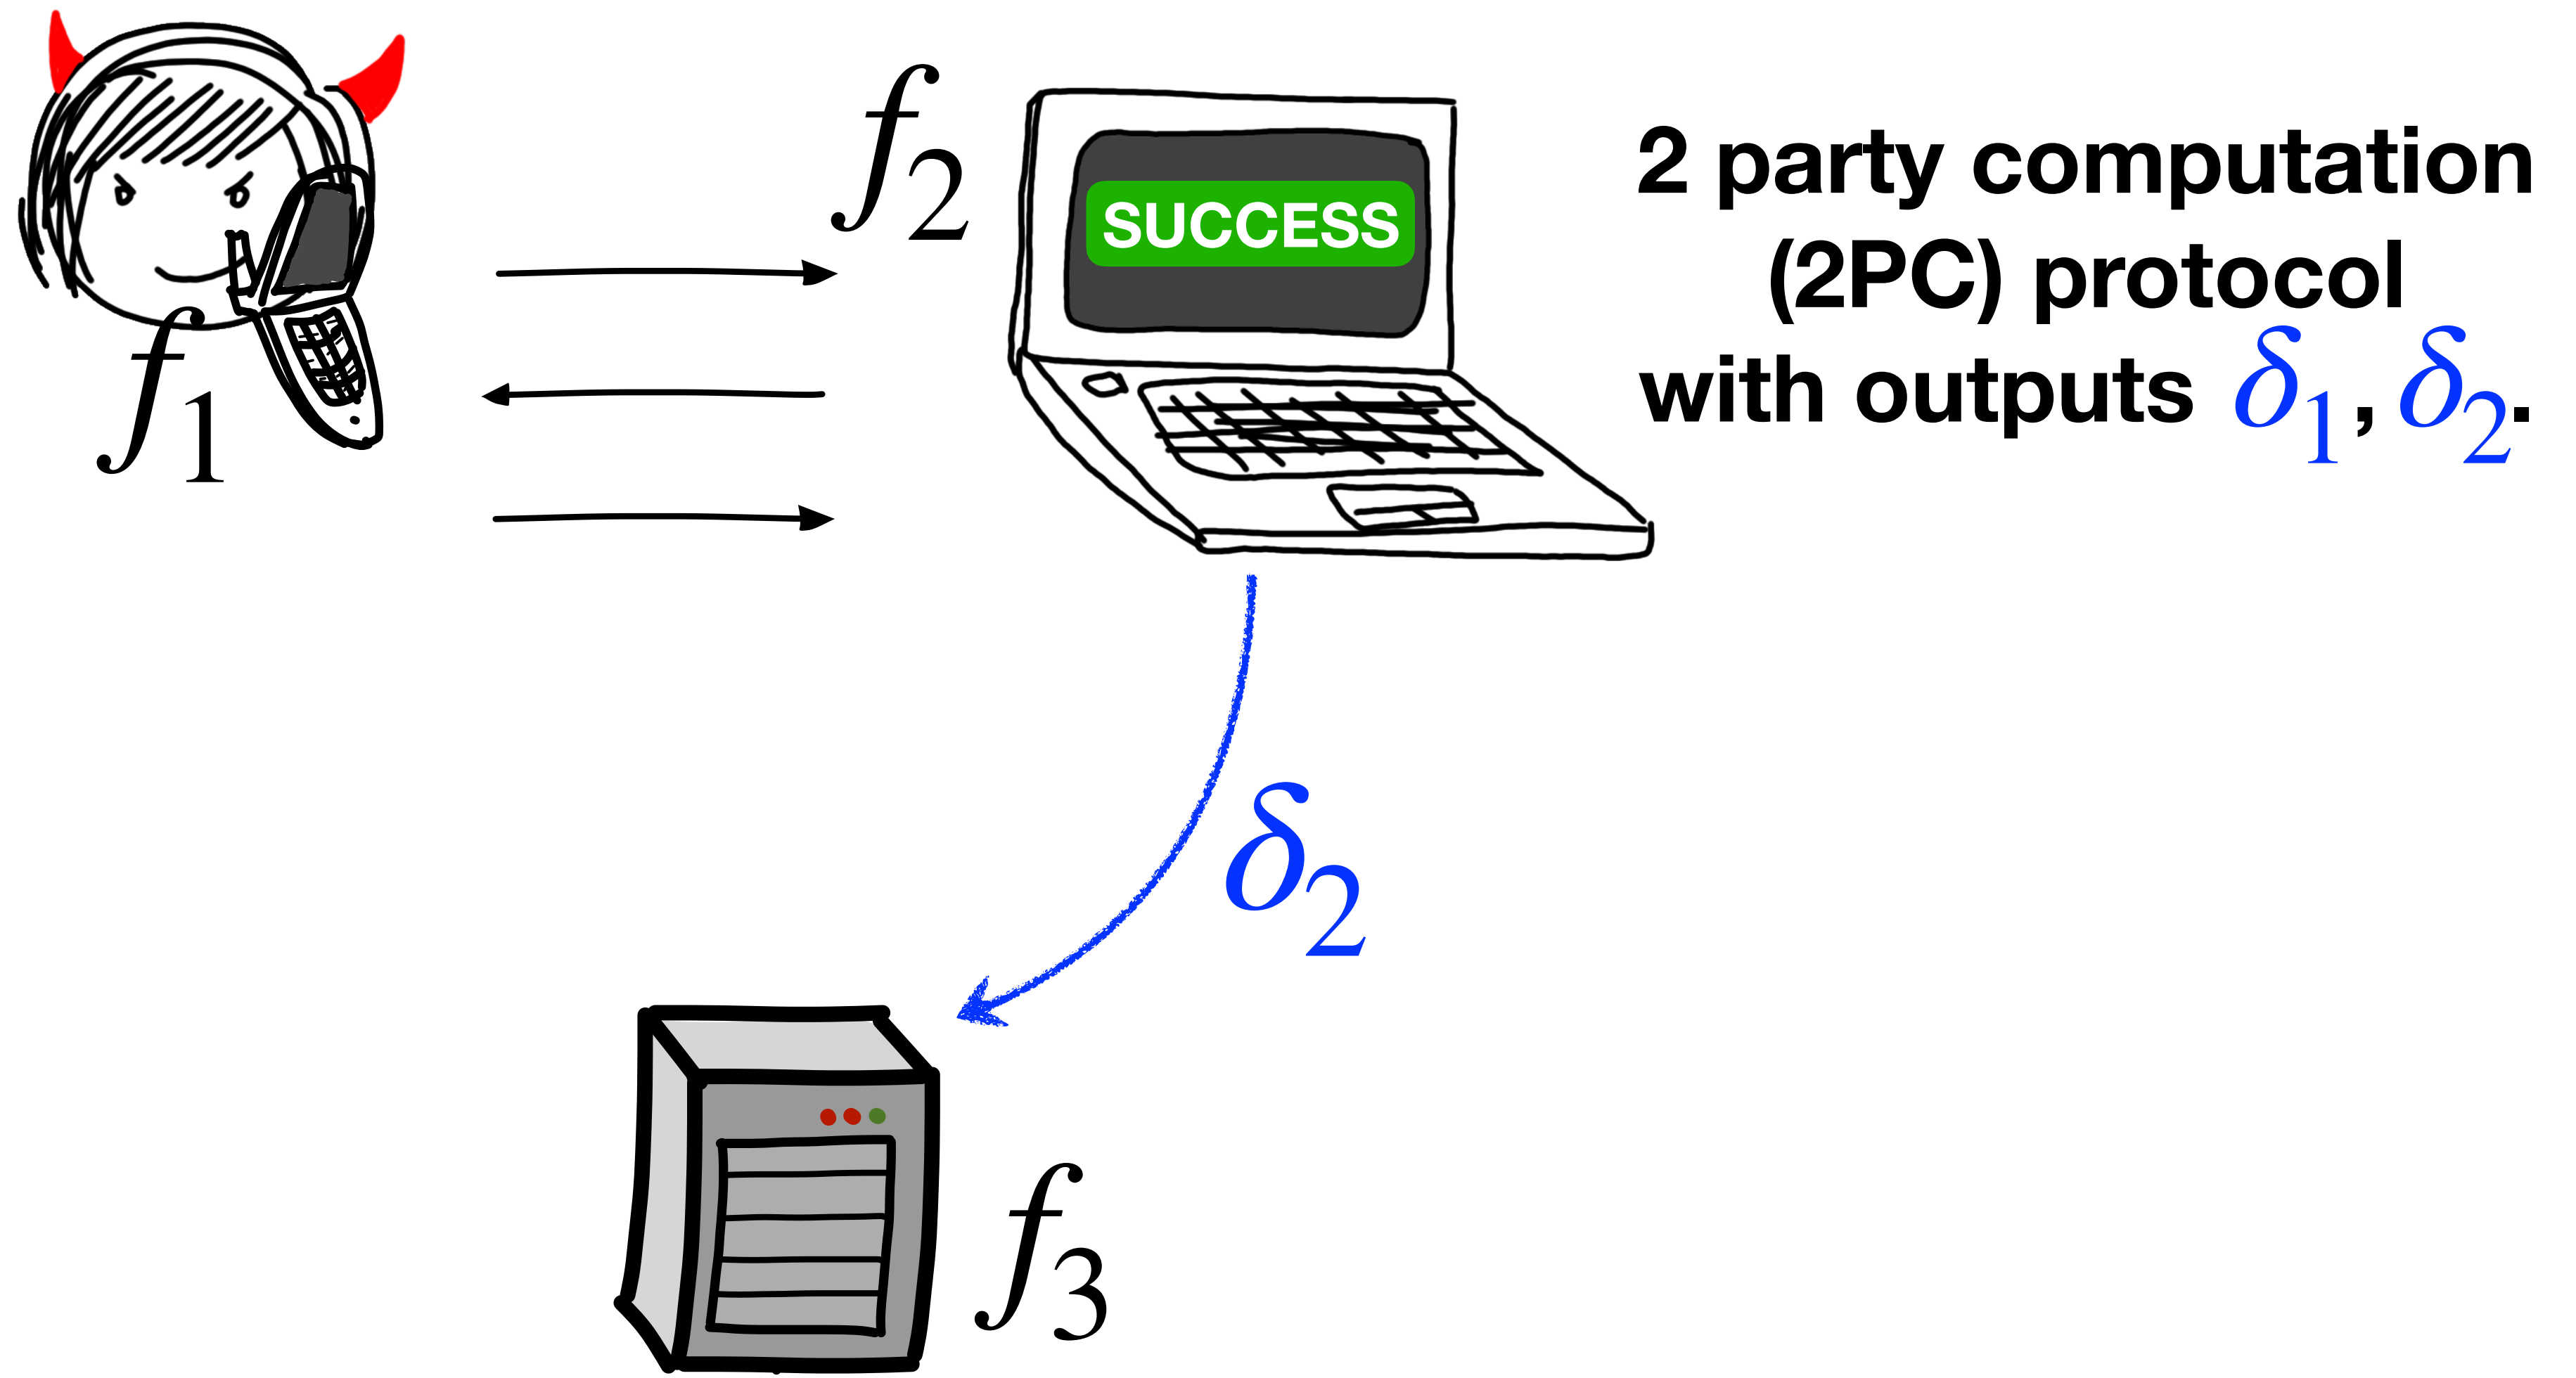 f₂
SUCCESS
2 party computation
(2PC) protocol
with outputs δ₁, δ₂.
f₁
δ₂
f₃